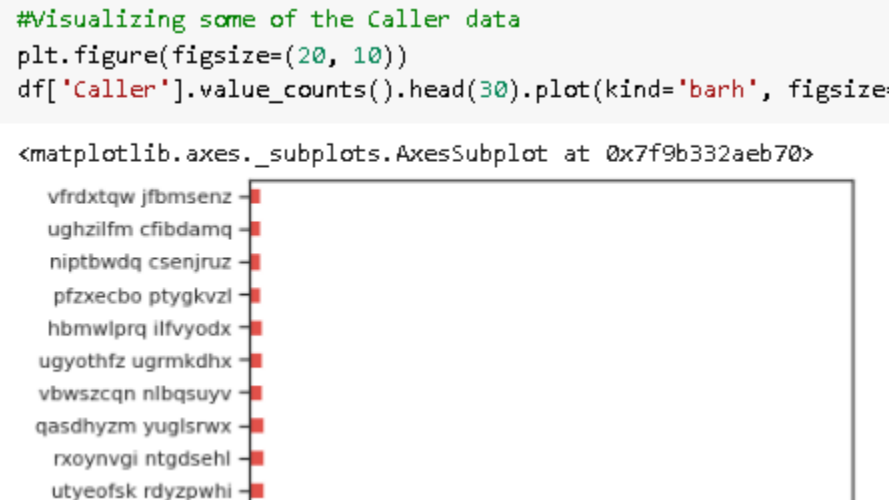 #Visualizing some of the Caller data
plt.figure(figsize=(20, 10))
df['Caller'].value_counts().head(30).plot(kind='barh', figsize=
<matplotlib.axes._subplots.AxesSubplot at 0x7f9b332aeb70>
vfrdxtqw jfbmsenz
ughzilfm cfibdamq
niptbwdq csenjruz
pfzxecbo ptygkvzl
hbmwlprq ilfvyodx
ugyothfz ugrmkdhx
vbwszcqn nlbqsuyv
qasdhyzm yuglsrwx
rxoynvgi ntgdsehl
utyeofsk rdyzpwhi